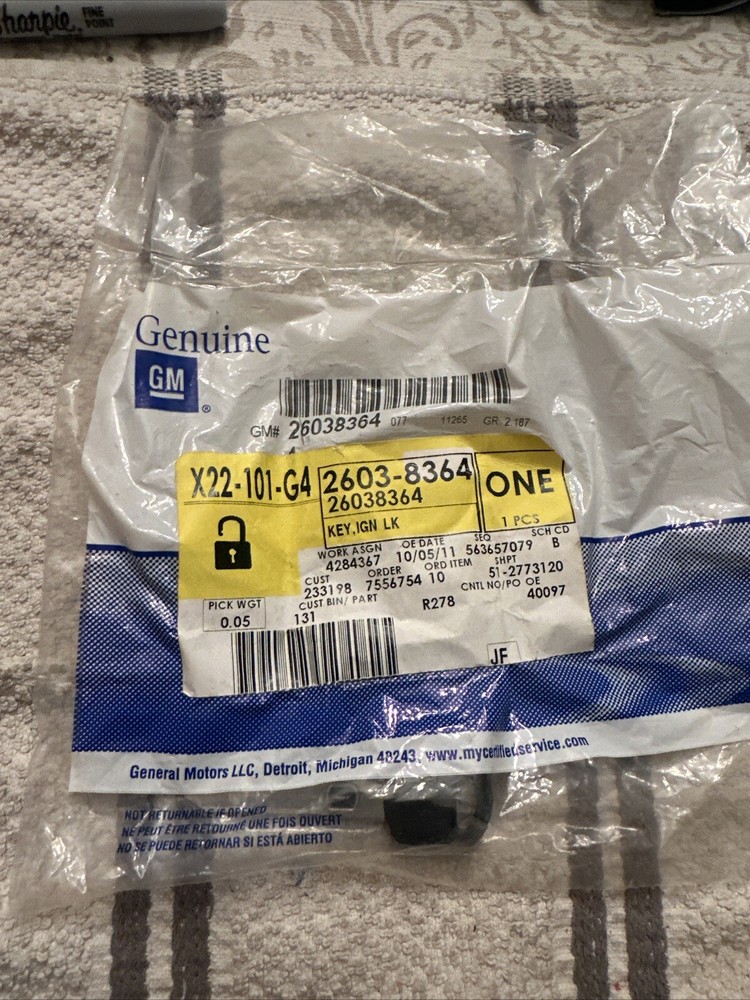 Sharpie. FINE POINT
Genuine
GM ®
GM# 26038364 077 11265 GR. 2.187
X22-101-G4 2603-8364 ONE
26038364
KEY,IGN LK 1 PCS
WORK ASGN OE DATE SEQ SCH CD
4284367 10/05/11 563657079 B
CUST ORDER ORD ITEM SHPT
233198 7556754 10 51-2773120
CUST BIN/ PART CNTL NO/PO OE
131 R278 40097
PICK WGT
0.05
JF
General Motors LLC, Detroit, Michigan 48243, www.mycertifiedservice.com
NOT RETURNABLE IF OPENED
NE PEUT ÊTRE RETOURNÉ UNE FOIS OUVERT
NO SE PUEDE RETORNAR SI ESTÁ ABIERTO